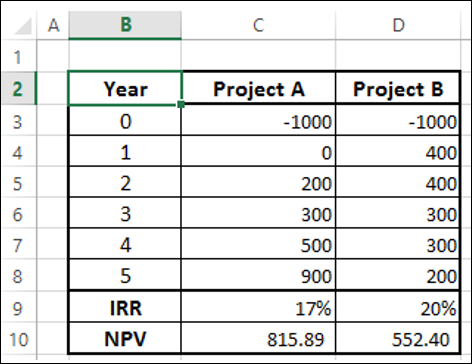 A B C D
1
2 Year Project A Project B
3 0 -1000 -1000
4 1 0 400
5 2 200 400
6 3 300 300
7 4 500 300
8 5 900 200
9 IRR 17% 20%
10 NPV 815.89 552.40